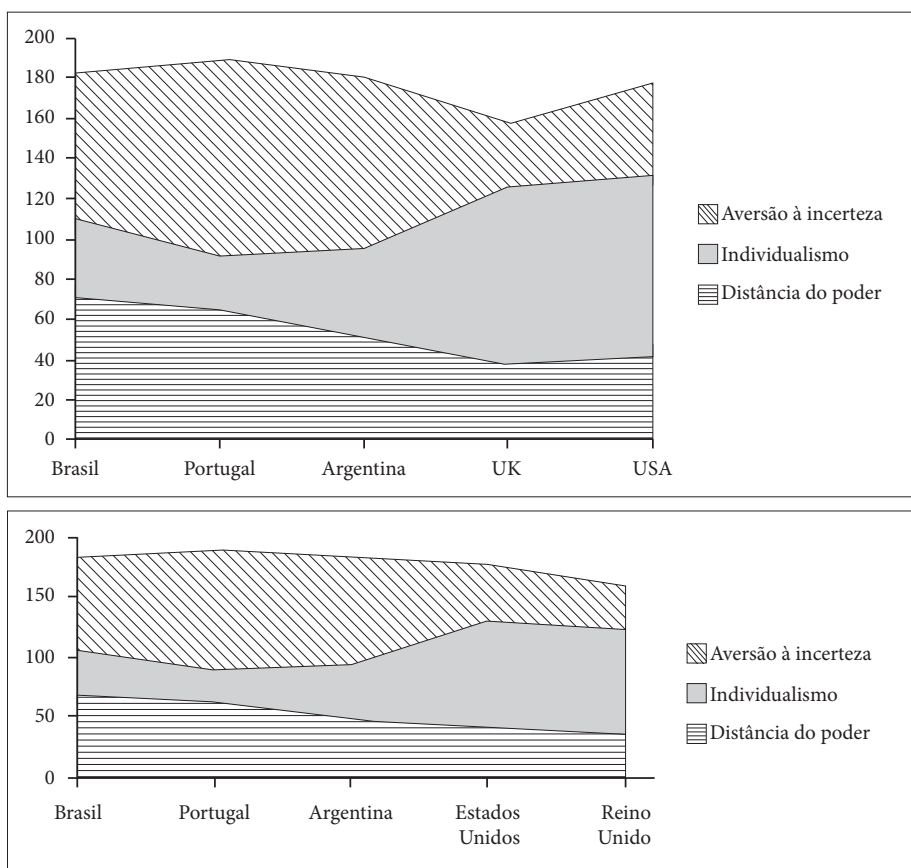 200
180
160
140
120
100
80
60
40
20
0
Brasil Portugal Argentina UK USA
Aversão à incerteza
Individualismo
Distância do poder
200
150
100
50
0
Brasil Portugal Argentina Estados Unidos Reino Unido
Aversão à incerteza
Individualismo
Distância do poder